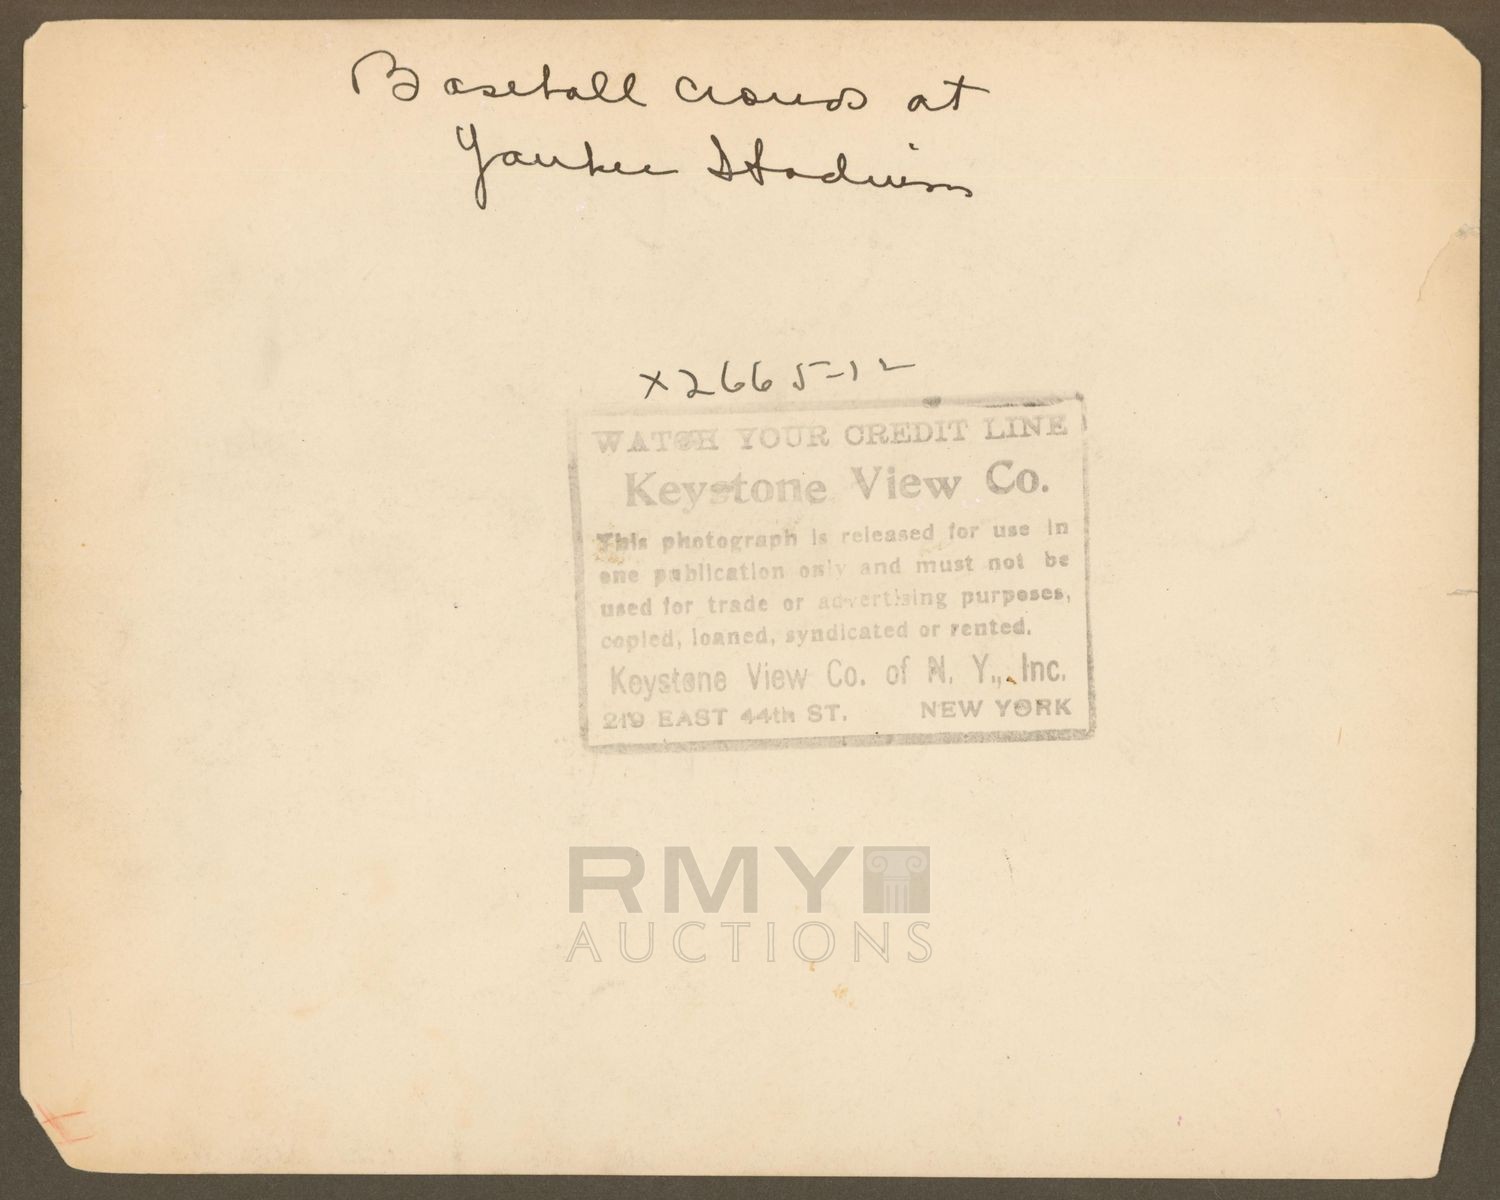 Baseball crowds at
Yankee Stadium
X2665-12
WATCH YOUR CREDIT LINE
Keystone View Co.
This photograph is released for use in
one publication only and must not be
used for trade or advertising purposes,
copied, loaned, syndicated or rented.
Keystone View Co. of N. Y., Inc.
219 EAST 44th ST. NEW YORK
RMY
AUCTIONS